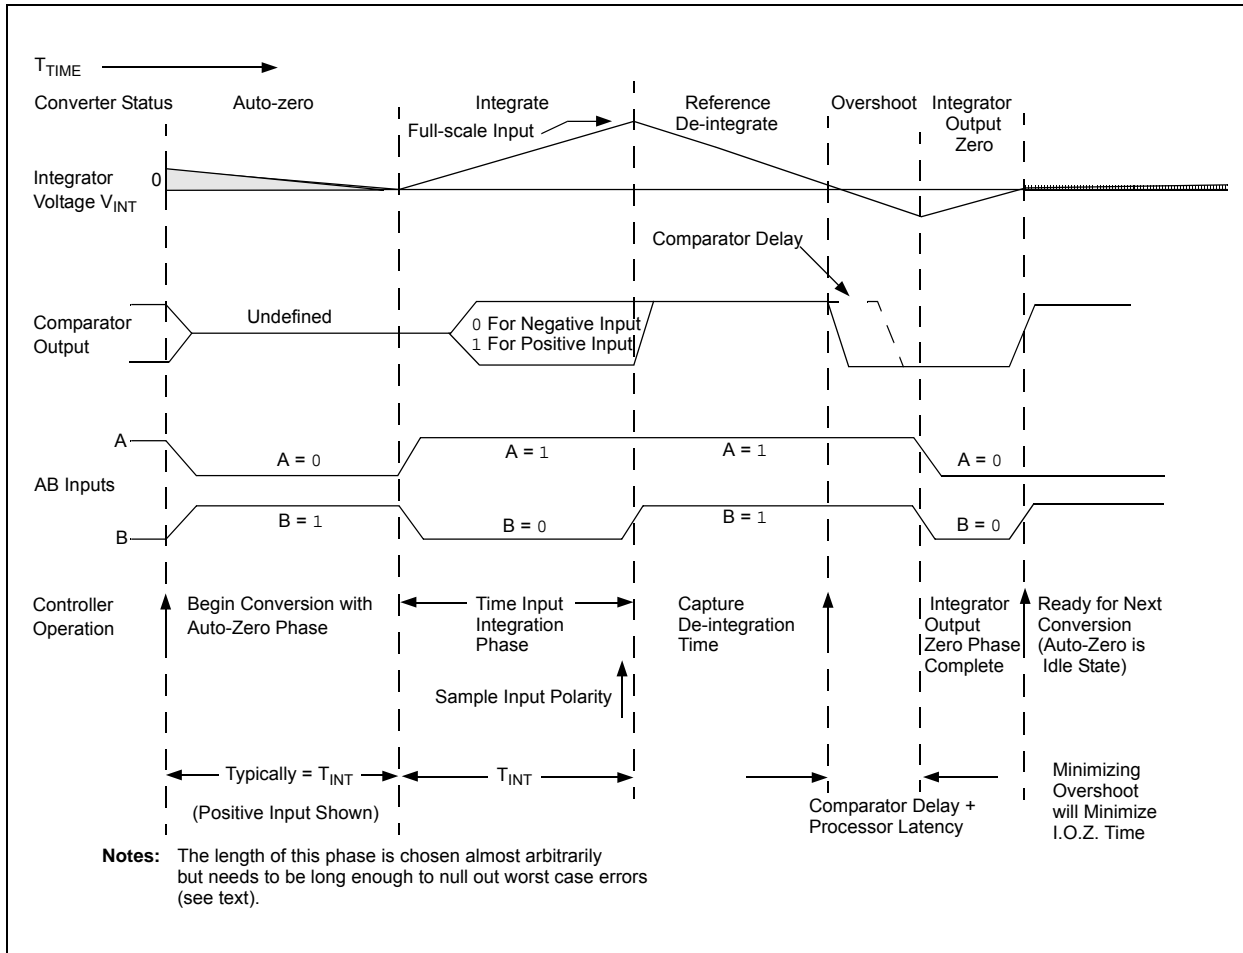 TTIME
Converter Status
Auto-zero
Integrate
Full-scale Input
Reference
De-integrate
Overshoot
Integrator
Output
Zero
Integrator
Voltage VINT
0
Comparator Delay
Comparator
Output
Undefined
0 For Negative Input
1 For Positive Input
A
AB Inputs
B
A = 0
A = 1
A = 1
A = 0
B = 1
B = 0
B = 1
B = 0
Controller
Operation
Begin Conversion with
Auto-Zero Phase
Time Input
Integration
Phase
Capture
De-integration
Time
Integrator
Output
Zero Phase
Complete
Ready for Next
Conversion
(Auto-Zero is
Idle State)
Sample Input Polarity
Typically = TINT
(Positive Input Shown)
TINT
Comparator Delay +
Processor Latency
Minimizing
Overshoot
will Minimize
I.O.Z. Time
Notes: The length of this phase is chosen almost arbitrarily
but needs to be long enough to null out worst case errors
(see text).